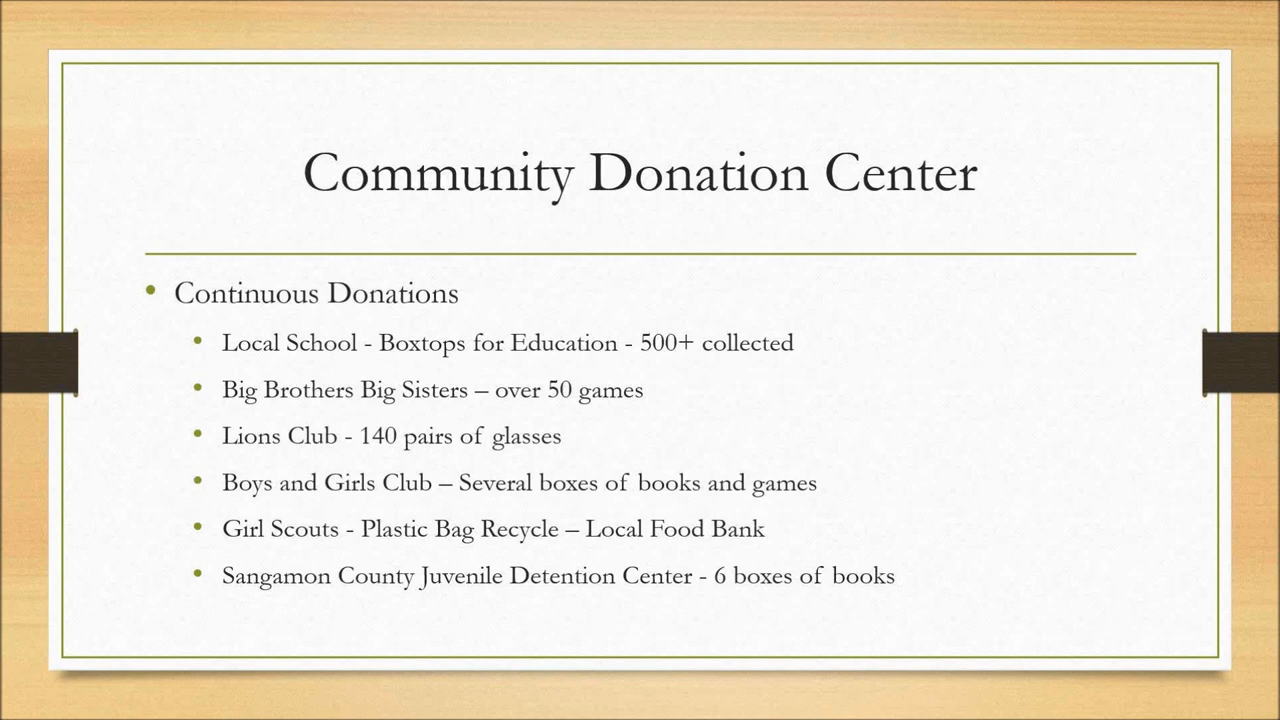 Community Donation Center
• Continuous Donations
• Local School - Boxtops for Education - 500+ collected
• Big Brothers Big Sisters – over 50 games
• Lions Club - 140 pairs of glasses
• Boys and Girls Club – Several boxes of books and games
• Girl Scouts - Plastic Bag Recycle – Local Food Bank
• Sangamon County Juvenile Detention Center - 6 boxes of books